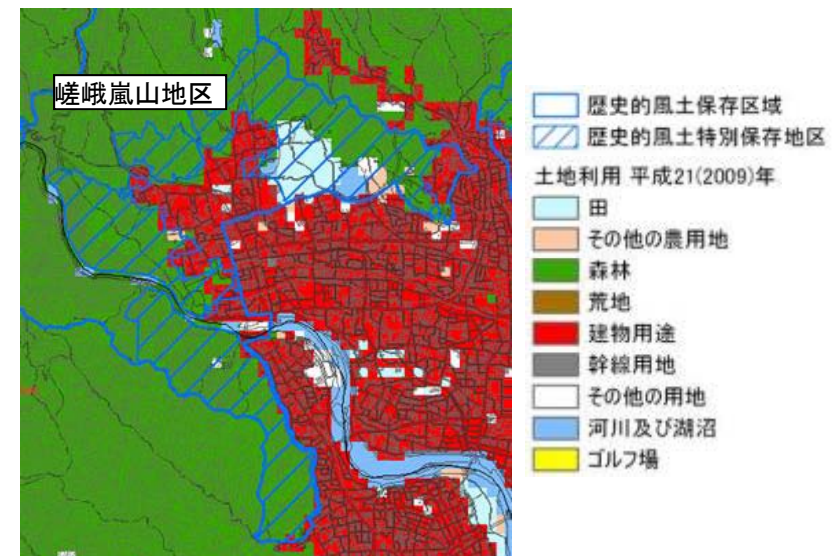 嵯峨嵐山地区
歴史的風土保存区域
歴史的風土特別保存地区
土地利用 平成21(2009)年
田
その他の農用地
森林
荒地
建物用途
幹線用地
その他の用地
河川及び湖沼
ゴルフ場